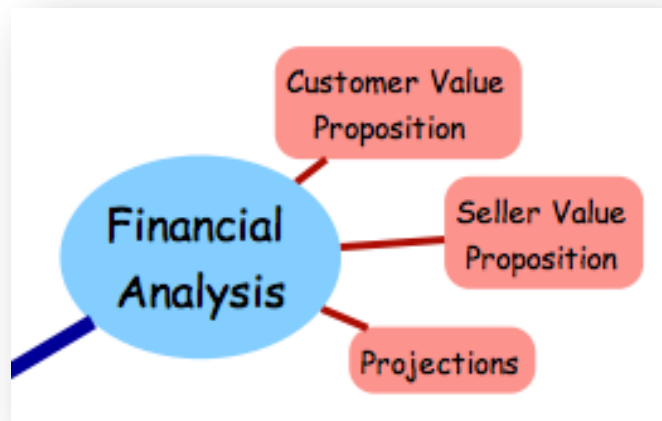 Customer Value
Proposition
Financial
Analysis
Seller Value
Proposition
Projections